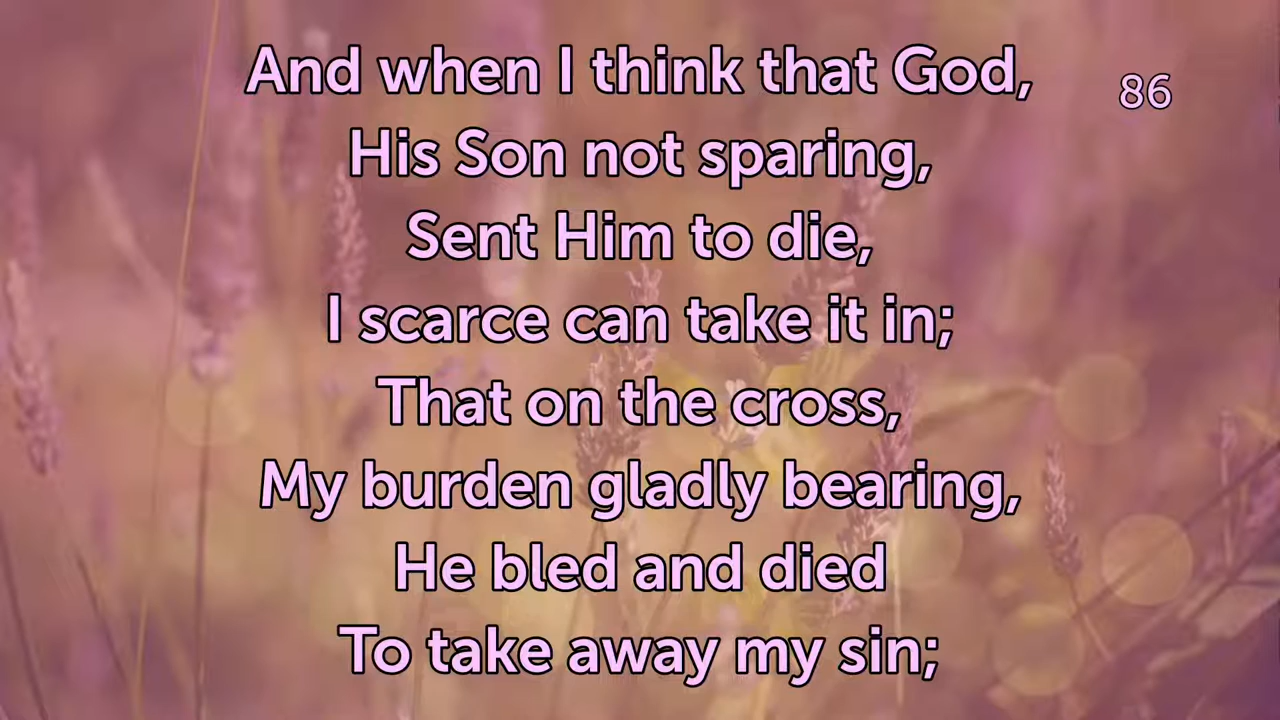 And when I think that God,
86
His Son not sparing,
Sent Him to die,
I scarce can take it in;
That on the cross,
My burden gladly bearing,
He bled and died
To take away my sin;